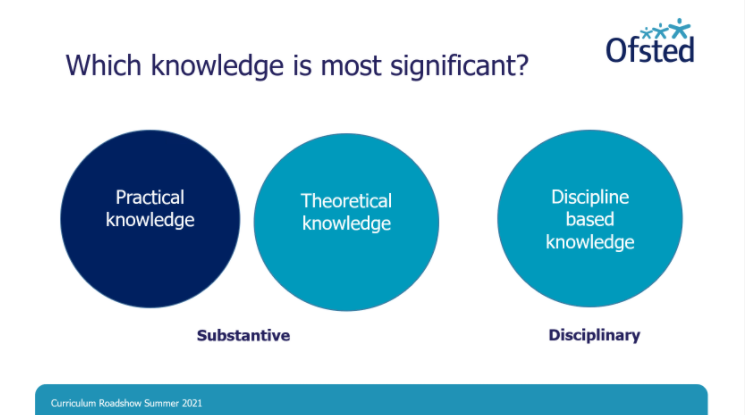 Ofsted
Which knowledge is most significant?
Practical
knowledge
Theoretical
knowledge
Discipline
based
knowledge
Substantive
Disciplinary
Curriculum Roadshow Summer 2021